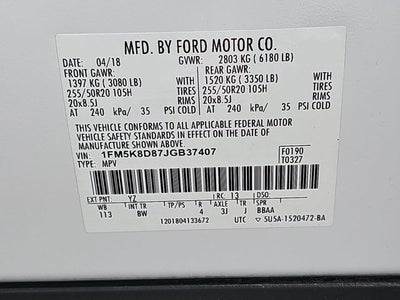 MFD. BY FORD MOTOR CO.
DATE: 04/18 GVWR: 2803 KG ( 6180 LB)
FRONT GAWR: REAR GAWR:
1397 KG ( 3080 LB) 1520 KG ( 3350 LB)
255/50R20 105H TIRES 255/50R20 105H TIRES
20x8.5J RIMS 20x8.5J RIMS
AT 240 kPa/ 35 PSI COLD AT 240 kPa/ 35 PSI COLD
THIS VEHICLE CONFORMS TO ALL APPLICABLE FEDERAL MOTOR
VEHICLE SAFETY STANDARDS IN EFFECT ON THE DATE OF
MANUFACTURE SHOWN ABOVE.
VIN: 1FM5K8D87JGB37407 F0190
TYPE: MPV T0327
EXT PNT: YZ RC: 13 DSO:
WB INT TR TP/PS R AXLE TR SPR
113 BW 4 3J J BBAA
1201804133672 UTC 5U5A-1520472-BA